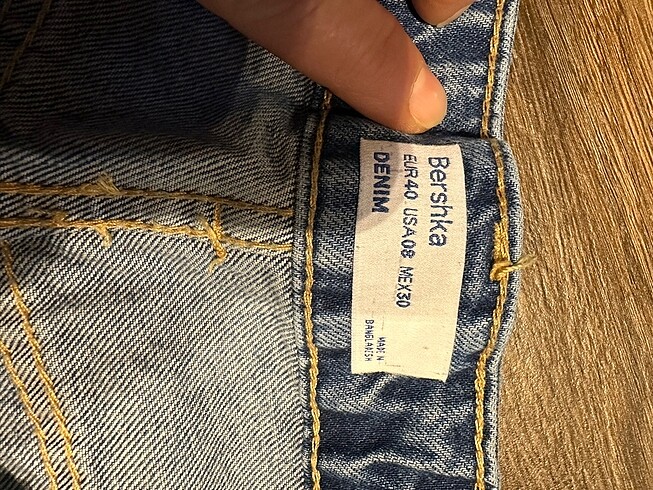 Bershka
EUR40 USA08 MEX30
DENIM
MADE IN
BANGLADESH